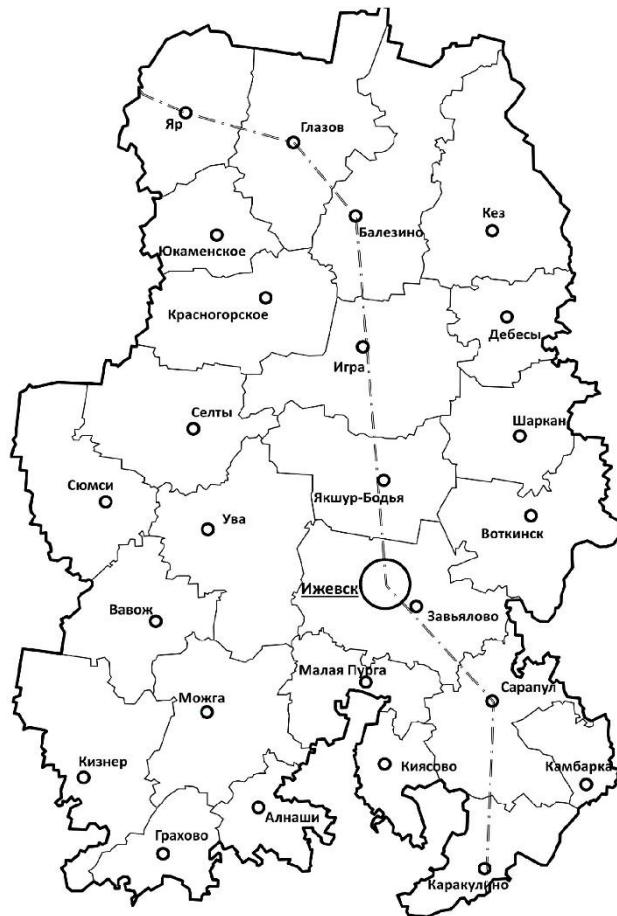 Яр
Глазов
Юкаменское
Балезино
Кез
Красногорское
Дебесы
Игра
Селты
Шаркан
Сюмси
Якшур-Бодья
Ува
Воткинск
Ижевск
Вавож
Завьялово
Малая Пурга
Можга
Сарапул
Кизнер
Киясово
Камбарка
Алнаши
Грахово
Каракулино